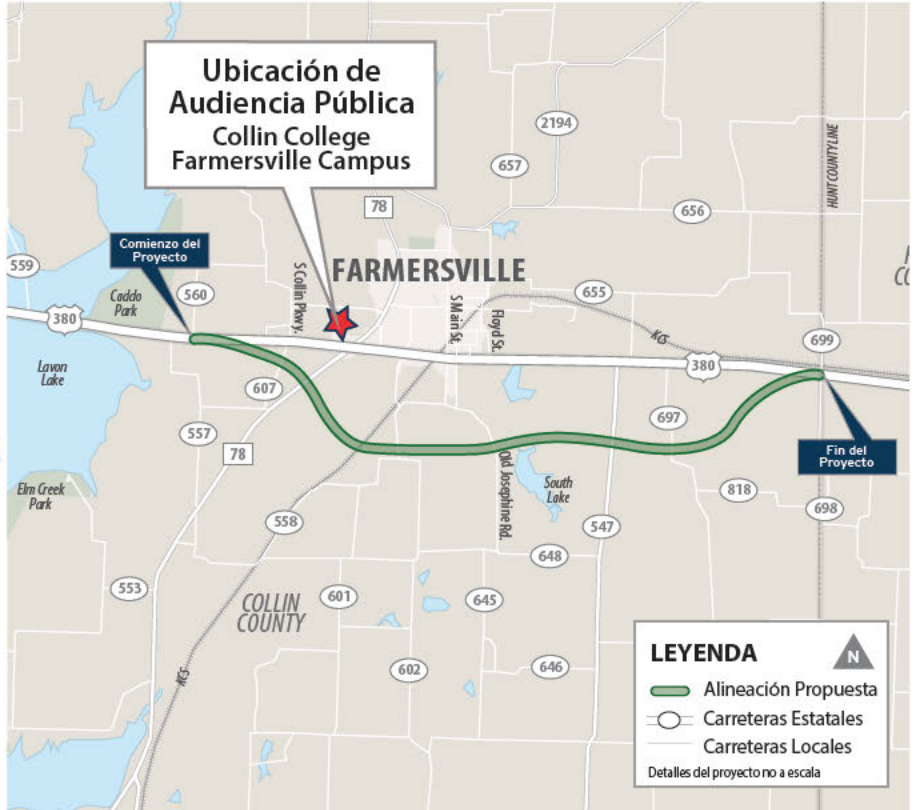 Ubicación de
Audiencia Pública
Collin College
Farmersville Campus
2194
657
78
656
HUNT COUNTY LINE
Comienzo del
Proyecto
559
Caddo
Park
560
S Collin Pkwy.
FARMERSVILLE
655
S Main St.
Floyd St.
380
KCS
699
380
Lavon
Lake
607
697
557
78
Fin del
Proyecto
Elm Creek
Park
Old Josephine Rd.
South
Lake
818
698
558
547
648
553
601
645
COLLIN
COUNTY
602
646
KCS
LEYENDA
N
Alineación Propuesta
Carreteras Estatales
Carreteras Locales
Detalles del proyecto no a escala